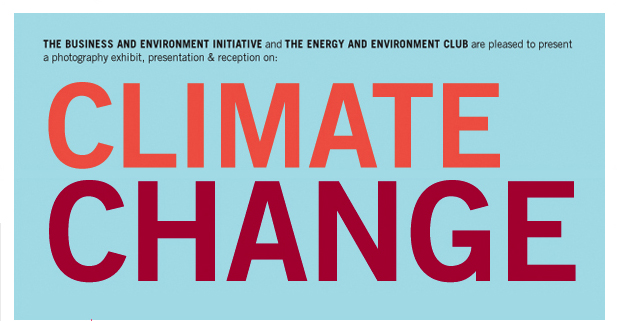 THE BUSINESS AND ENVIRONMENT INITIATIVE and THE ENERGY AND ENVIRONMENT CLUB are pleased to present
a photography exhibit, presentation & reception on:
CLIMATE
CHANGE